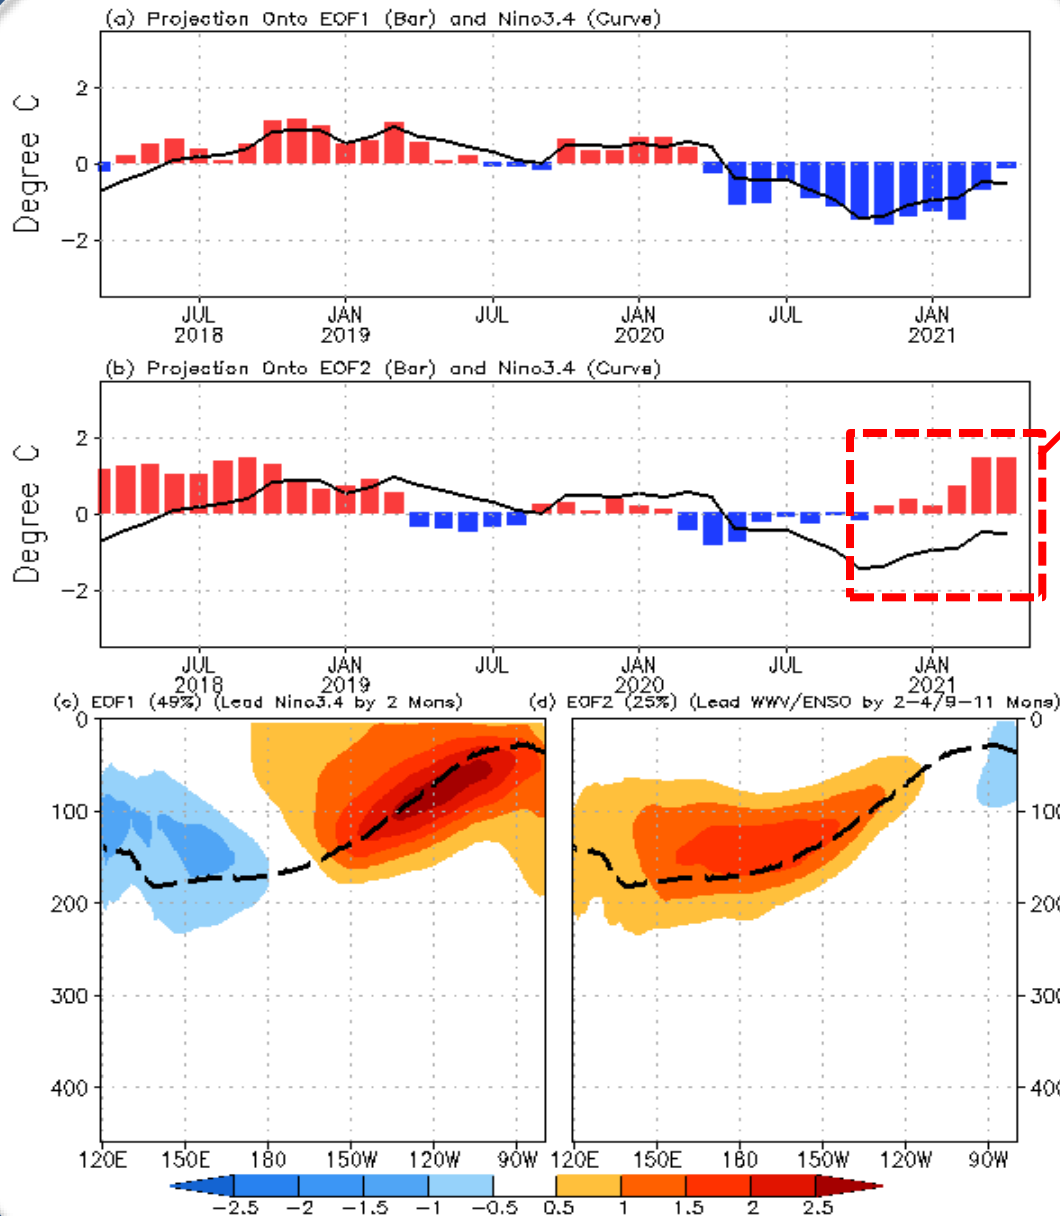 (a) Projection Onto EOF1 (Bar) and Nino3.4 (Curve)
Degree C
2
0
-2
JUL JAN JUL JAN JUL JAN
2018 2019 2020 2021
(b) Projection Onto EOF2 (Bar) and Nino3.4 (Curve)
Degree C
2
0
-2
JUL JAN JUL JAN JUL JAN
2018 2019 2020 2021
(c) EOF1 (49%) (Lead Nino3.4 by 2 Mons) (d) EOF2 (25%) (Lead WWV/ENSO by 2-4/9-11 Mons)
0 0
100 100
200 200
300 300
400 400
120E 150E 180 150W 120W 90W 120E 150E 180 150W 120W 90W
-2.5 -2 -1.5 -1 -0.5 0.5 1 1.5 2 2.5